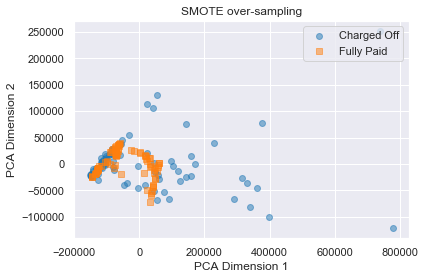 SMOTE over-sampling
Charged Off
Fully Paid
PCA Dimension 2
250000
200000
150000
100000
50000
0
−50000
−100000
−200000 0 200000 400000 600000 800000
PCA Dimension 1